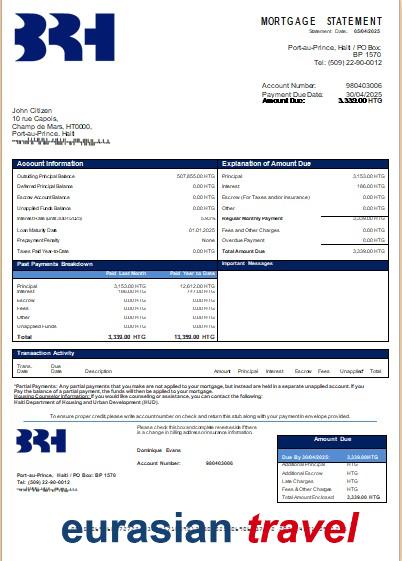 BRH
MORTGAGE STATEMENT
Statement Date: 05/04/2025
Port-au-Prince, Haiti / PO Box:
BP 1570
Tel: (509) 22-90-0012
Account Number: 980403006
Payment Due Date: 30/04/2025
Amount Due: 3,339.00 HTG
John Citizen
10 rue Capois,
Champ de Mars, HT0000,
Port-au-Prince. Haiti
Account Information
Outstanding Principal Balance 507,855.00 HTG
Deferred Principal Balance 0.00 HTG
Escrow Account Balance 0.00 HTG
Unapplied Funds Balance 0.00 HTG
Loan Maturity Date 01.01.2025
Prepayment Penalty None
Taxes Paid Year-to-Date 0.00 HTG
Explanation of Amount Due
Principal 3,153.00 HTG
Interest 186.00 HTG
Escrow (For Taxes and/or Insurance) 0.00 HTG
Other 0.00 HTG
Regular Monthly Payment 3,339.00 HTG
Fees and Other Charges 0.00 HTG
Overdue Payment 0.00 HTG
Total Amount Due 3,339.00 HTG
Past Payments Breakdown
Paid Last Month Paid Year to Date
Principal 3,153.00 HTG 12,612.00 HTG
Interest 186.00 HTG
Escrow 0.00 HTG 0.00 HTG
Fees 0.00 HTG 0.00 HTG
Other 0.00 HTG 0.00 HTG
Unapplied Funds 0.00 HTG 0.00 HTG
Total 3,339.00 HTG 13,359.00 HTG
Important Messages
Transaction Activity
Trans. Date Due Date Description Amount Principal Interest Escrow Fees Unapplied Total
*Partial Payments: Any partial payments that you make are not applied to your mortgage, but instead are held in a separate unapplied account. If you
Pay the balance of a partial payment, the funds will then be applied to your mortgage.
Housing Counselor Information: If you would like counseling or assistance, you can contact the following:
Haiti Department of Housing and Urban Development (HUD).
To ensure proper credit please write account number on check and return this stub along with your payment in envelope provided.
BRH
Please check this box and complete reverse side if there
is a change in billing address or insurance information.
Dominique Evans
Account Number: 980403006
Port-au-Prince, Haiti / PO Box: BP 1570
Tel: (509) 22-90-0012
Amount Due
Due By 30/04/2025: 3,339.00 HTG
Additional Principal HTG
Additional Escrow HTG
Late Charges HTG
Fees & Other Charges HTG
Total Amount Enclosed 3,339.00 HTG
eurasian travel